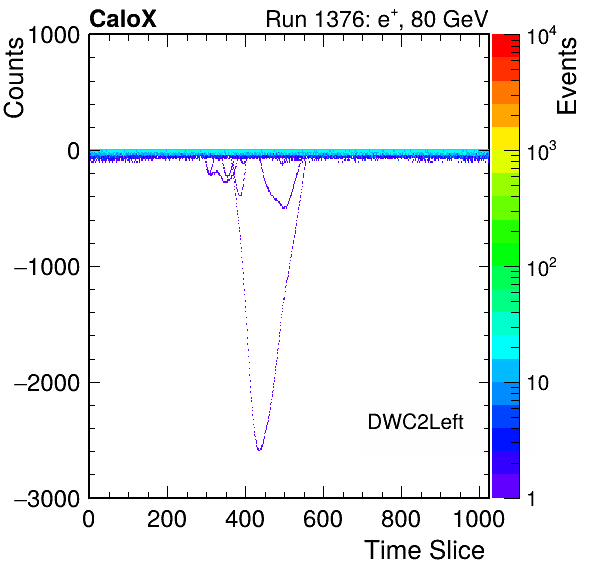 CaloX Run 1376: e⁺, 80 GeV
Counts
Events
1000
0
−1000
−2000
−3000
0 200 400 600 800 1000
Time Slice
DWC2Left
10⁴
10³
10²
10
1